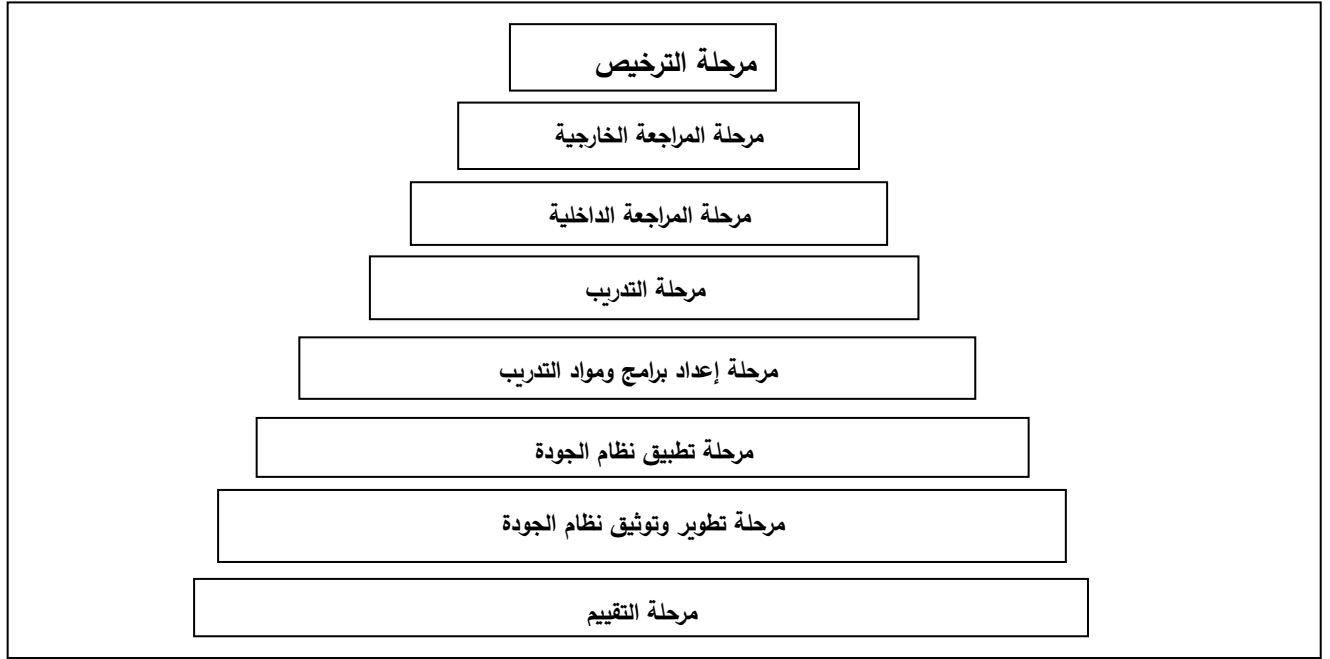 مرحلة الترخيص
مرحلة المراجعة الخارجية
مرحلة المراجعة الداخلية
مرحلة التدريب
مرحلة إعداد برامج ومواد التدريب
مرحلة تطبيق نظام الجودة
مرحلة تطوير وتوثيق نظام الجودة
مرحلة التقييم